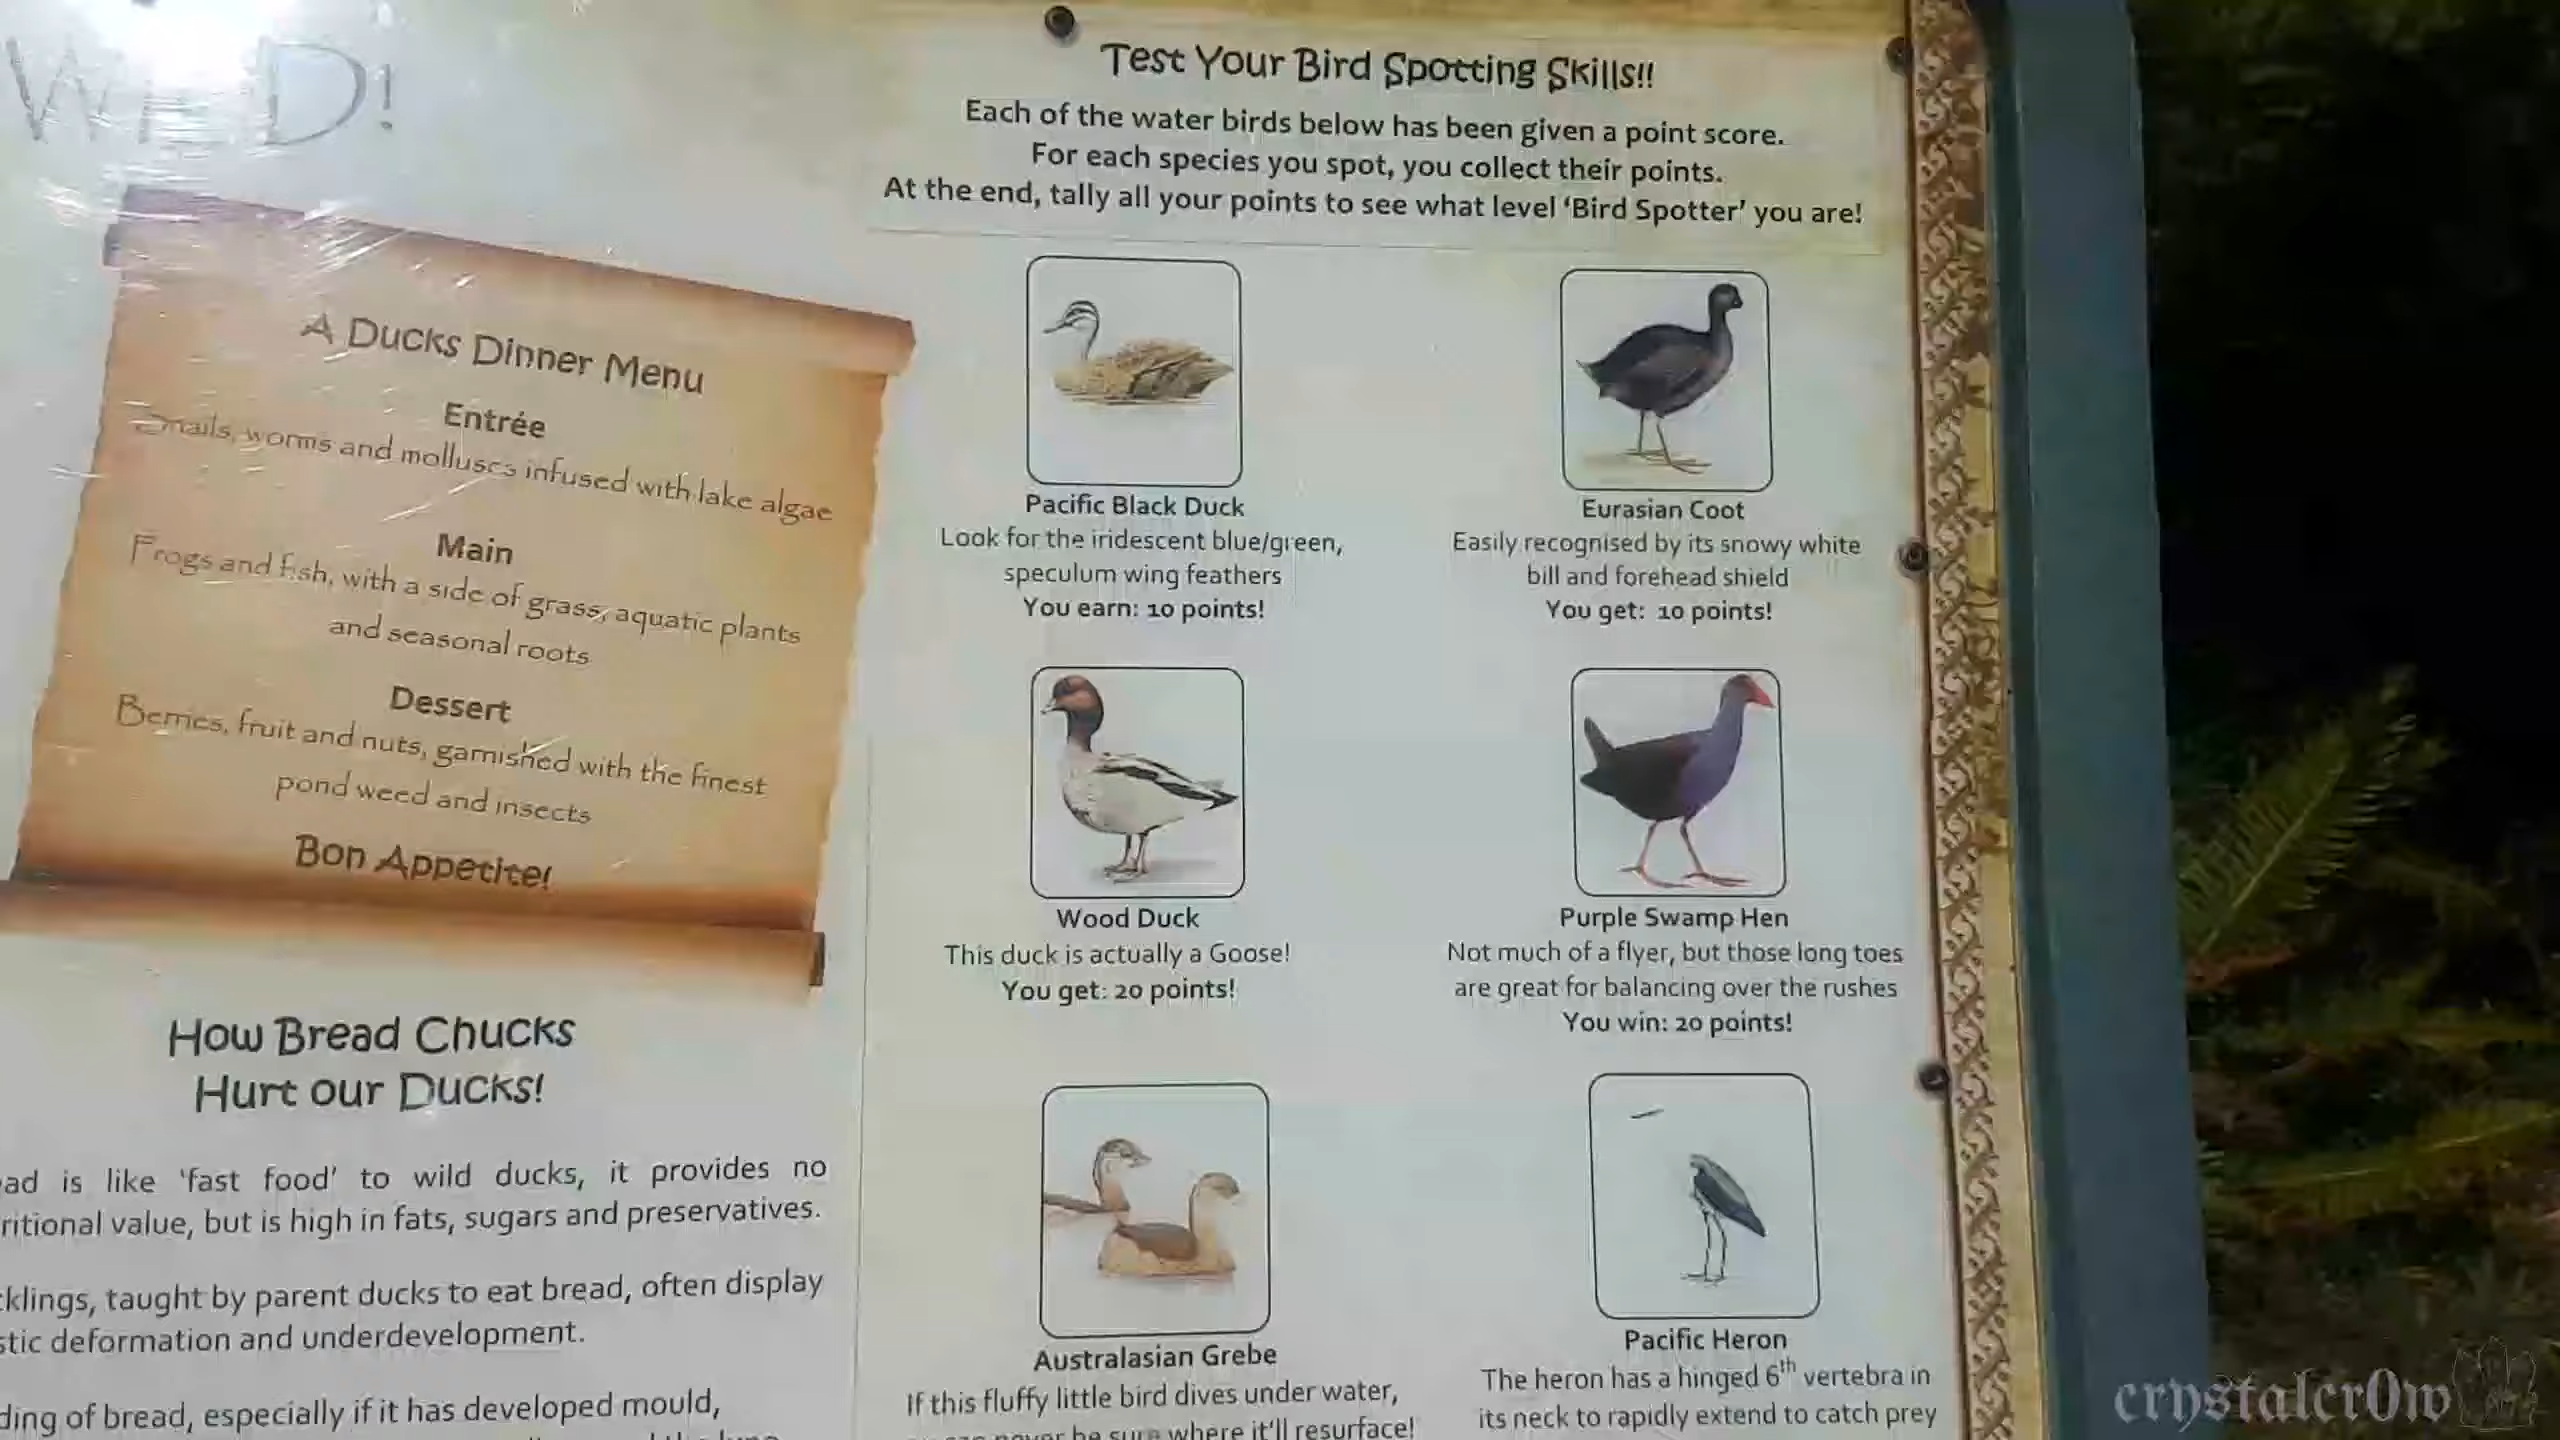 W D!
A Ducks Dinner Menu
Entrée
Snails, worms and molluscs infused with lake algae
Main
Frogs and fish, with a side of grass, aquatic plants
and seasonal roots
Dessert
Berries, fruit and nuts, garnished with the finest
pond weed and insects
Bon Appetite!
How Bread Chucks
Hurt our Ducks!
ad is like 'fast food' to wild ducks, it provides no
ritional value, but is high in fats, sugars and preservatives.
cklings, taught by parent ducks to eat bread, often display
stic deformation and underdevelopment.
ding of bread, especially if it has developed mould,
Test Your Bird Spotting Skills!!
Each of the water birds below has been given a point score.
For each species you spot, you collect their points.
At the end, tally all your points to see what level 'Bird Spotter' you are!
Pacific Black Duck
Look for the iridescent blue/green,
speculum wing feathers
You earn: 10 points!
Eurasian Coot
Easily recognised by its snowy white
bill and forehead shield
You get: 10 points!
Wood Duck
This duck is actually a Goose!
You get: 20 points!
Purple Swamp Hen
Not much of a flyer, but those long toes
are great for balancing over the rushes
You win: 20 points!
Australasian Grebe
If this fluffy little bird dives under water,
can never be sure where it'll resurface!
Pacific Heron
The heron has a hinged 6th vertebra in
its neck to rapidly extend to catch prey
crystalcr0w